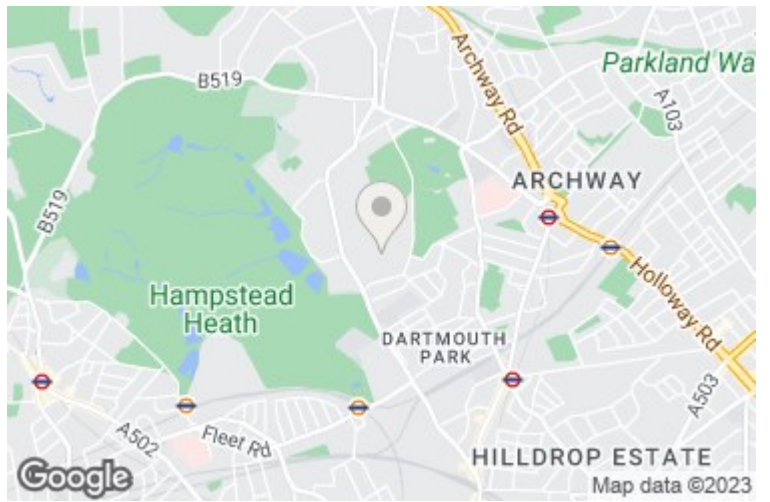 B519
Archway Rd
Parkland Wa
A103
ARCHWAY
B519
Hampstead
Heath
Holloway Rd
DARTMOUTH
PARK
A503
A502
Fleet Rd
HILLDROP ESTATE
Google
Map data ©2023